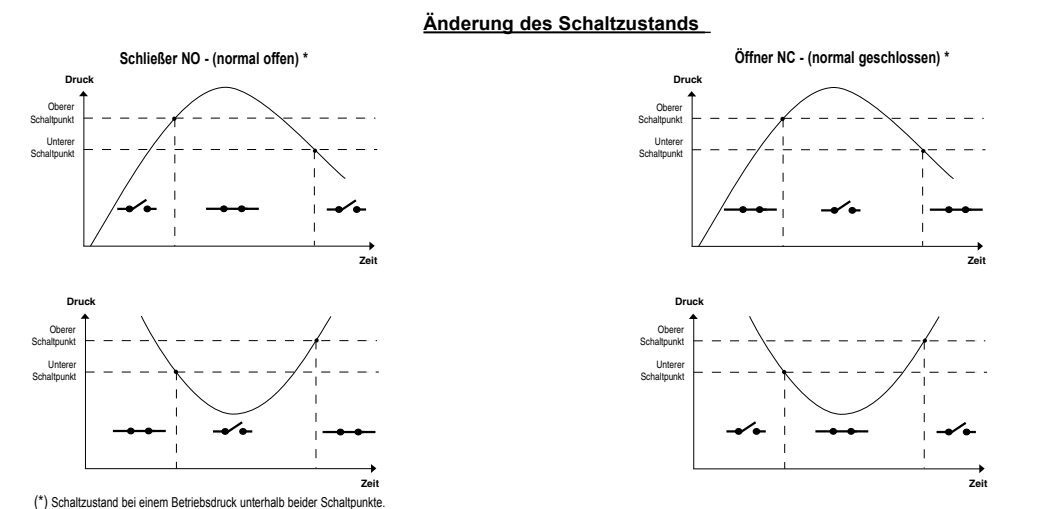 Änderung des Schaltzustands
Schließer NO - (normal offen) *
Druck
Oberer
Schaltpunkt
Unterer
Schaltpunkt
Zeit
Öffner NC - (normal geschlossen) *
Druck
Oberer
Schaltpunkt
Unterer
Schaltpunkt
Zeit
Druck
Oberer
Schaltpunkt
Unterer
Schaltpunkt
Zeit
Druck
Oberer
Schaltpunkt
Unterer
Schaltpunkt
Zeit
(*) Schaltzustand bei einem Betriebsdruck unterhalb beider Schaltpunkte.